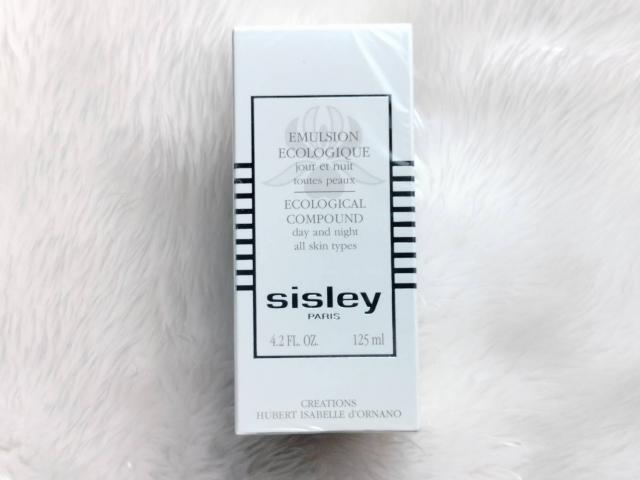 EMULSION
ECOLOGIQUE
jour et nuit
toutes peaux
ECOLOGICAL
COMPOUND
day and night
all skin types
sisley
PARIS
4.2 FL. OZ. 125 ml
CREATIONS
HUBERT ISABELLE d'ORNANO